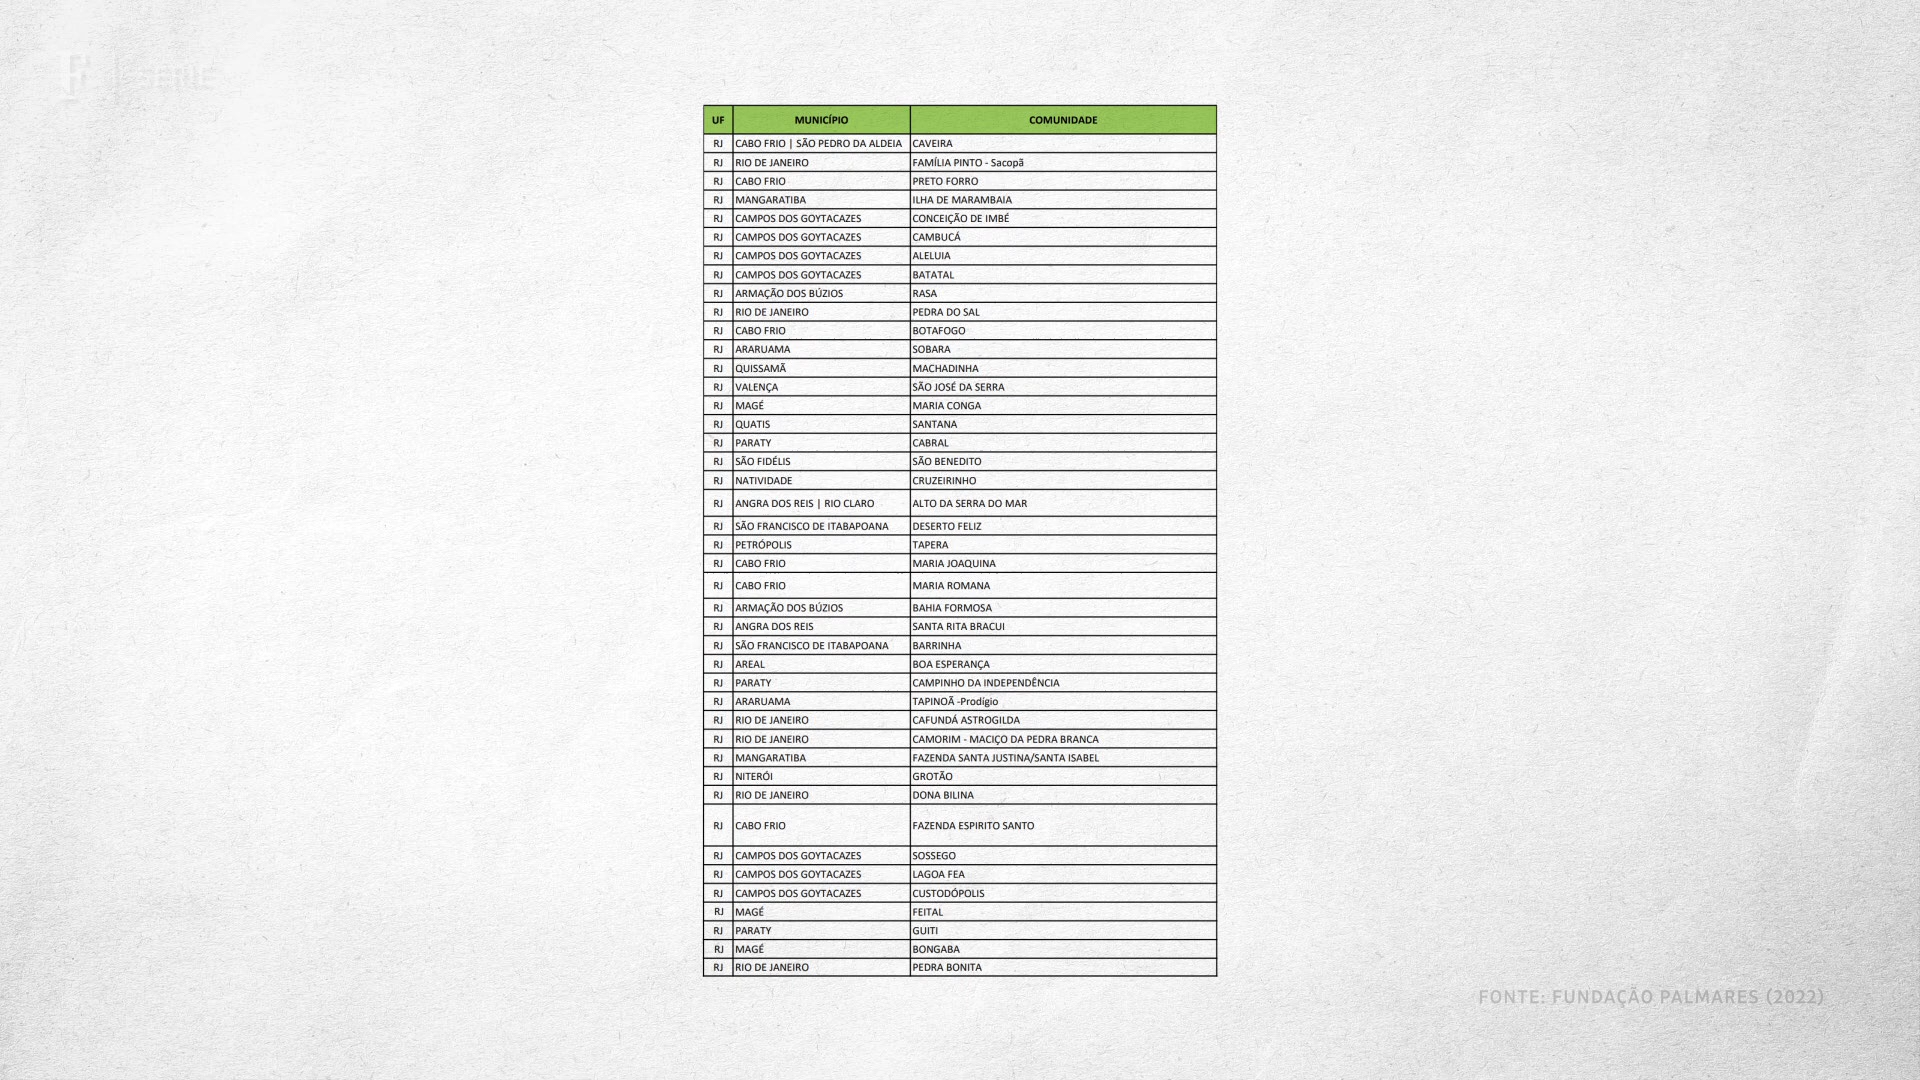 UF MUNICÍPIO COMUNIDADE
RJ CABO FRIO | SÃO PEDRO DA ALDEIA CAVEIRA
RJ RIO DE JANEIRO FAMÍLIA PINTO - Sacopã
RJ CABO FRIO PRETO FORRO
RJ MANGARATIBA ILHA DE MARAMBAIA
RJ CAMPOS DOS GOYTACAZES CONCEIÇÃO DE IMBÉ
RJ CAMPOS DOS GOYTACAZES CAMBUCÁ
RJ CAMPOS DOS GOYTACAZES ALELUIA
RJ CAMPOS DOS GOYTACAZES BATATAL
RJ ARMAÇÃO DOS BÚZIOS RASA
RJ RIO DE JANEIRO PEDRA DO SAL
RJ CABO FRIO BOTAFOGO
RJ ARARUAMA SOBARA
RJ QUISSAMÃ MACHADINHA
RJ VALENÇA SÃO JOSÉ DA SERRA
RJ MAGÉ MARIA CONGA
RJ QUATIS SANTANA
RJ PARATY CABRAL
RJ SÃO FIDÉLIS SÃO BENEDITO
RJ NATIVIDADE CRUZEIRINHO
RJ ANGRA DOS REIS | RIO CLARO ALTO DA SERRA DO MAR
RJ SÃO FRANCISCO DE ITABAPOANA DESERTO FELIZ
RJ PETRÓPOLIS TAPERA
RJ CABO FRIO MARIA JOAQUINA
RJ CABO FRIO MARIA ROMANA
RJ ARMAÇÃO DOS BÚZIOS BAHIA FORMOSA
RJ ANGRA DOS REIS SANTA RITA BRACUI
RJ SÃO FRANCISCO DE ITABAPOANA BARRINHA
RJ AREAL BOA ESPERANÇA
RJ PARATY CAMPINHO DA INDEPENDÊNCIA
RJ ARARUAMA TAPINOÃ -Prodígio
RJ RIO DE JANEIRO CAFUNDÁ ASTROGILDA
RJ RIO DE JANEIRO CAMORIM - MACIÇO DA PEDRA BRANCA
RJ MANGARATIBA FAZENDA SANTA JUSTINA/SANTA ISABEL
RJ NITERÓI GROTÃO
RJ RIO DE JANEIRO DONA BILINA
RJ CABO FRIO FAZENDA ESPIRITO SANTO
RJ CAMPOS DOS GOYTACAZES SOSSEGO
RJ CAMPOS DOS GOYTACAZES LAGOA FEA
RJ CAMPOS DOS GOYTACAZES CUSTODÓPOLIS
RJ MAGÉ FEITAL
RJ PARATY GUITI
RJ MAGÉ BONGABA
RJ RIO DE JANEIRO PEDRA BONITA
FONTE: FUNDAÇÃO PALMARES (2022)